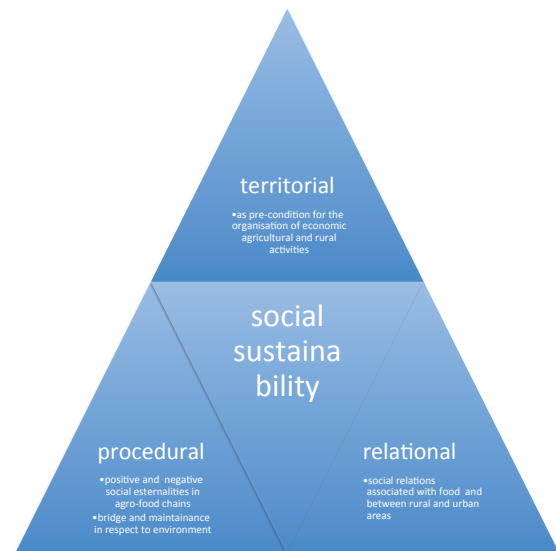 territorial
•as pre-condition for the
organisation of economic
agricultural and rural
activities
social
sustaina
bility
procedural
•positive and negative
social esternalities in
agro-food chains
•bridge and maintainance
in respect to environment
relational
•social relations
associated with food and
between rural and urban
areas